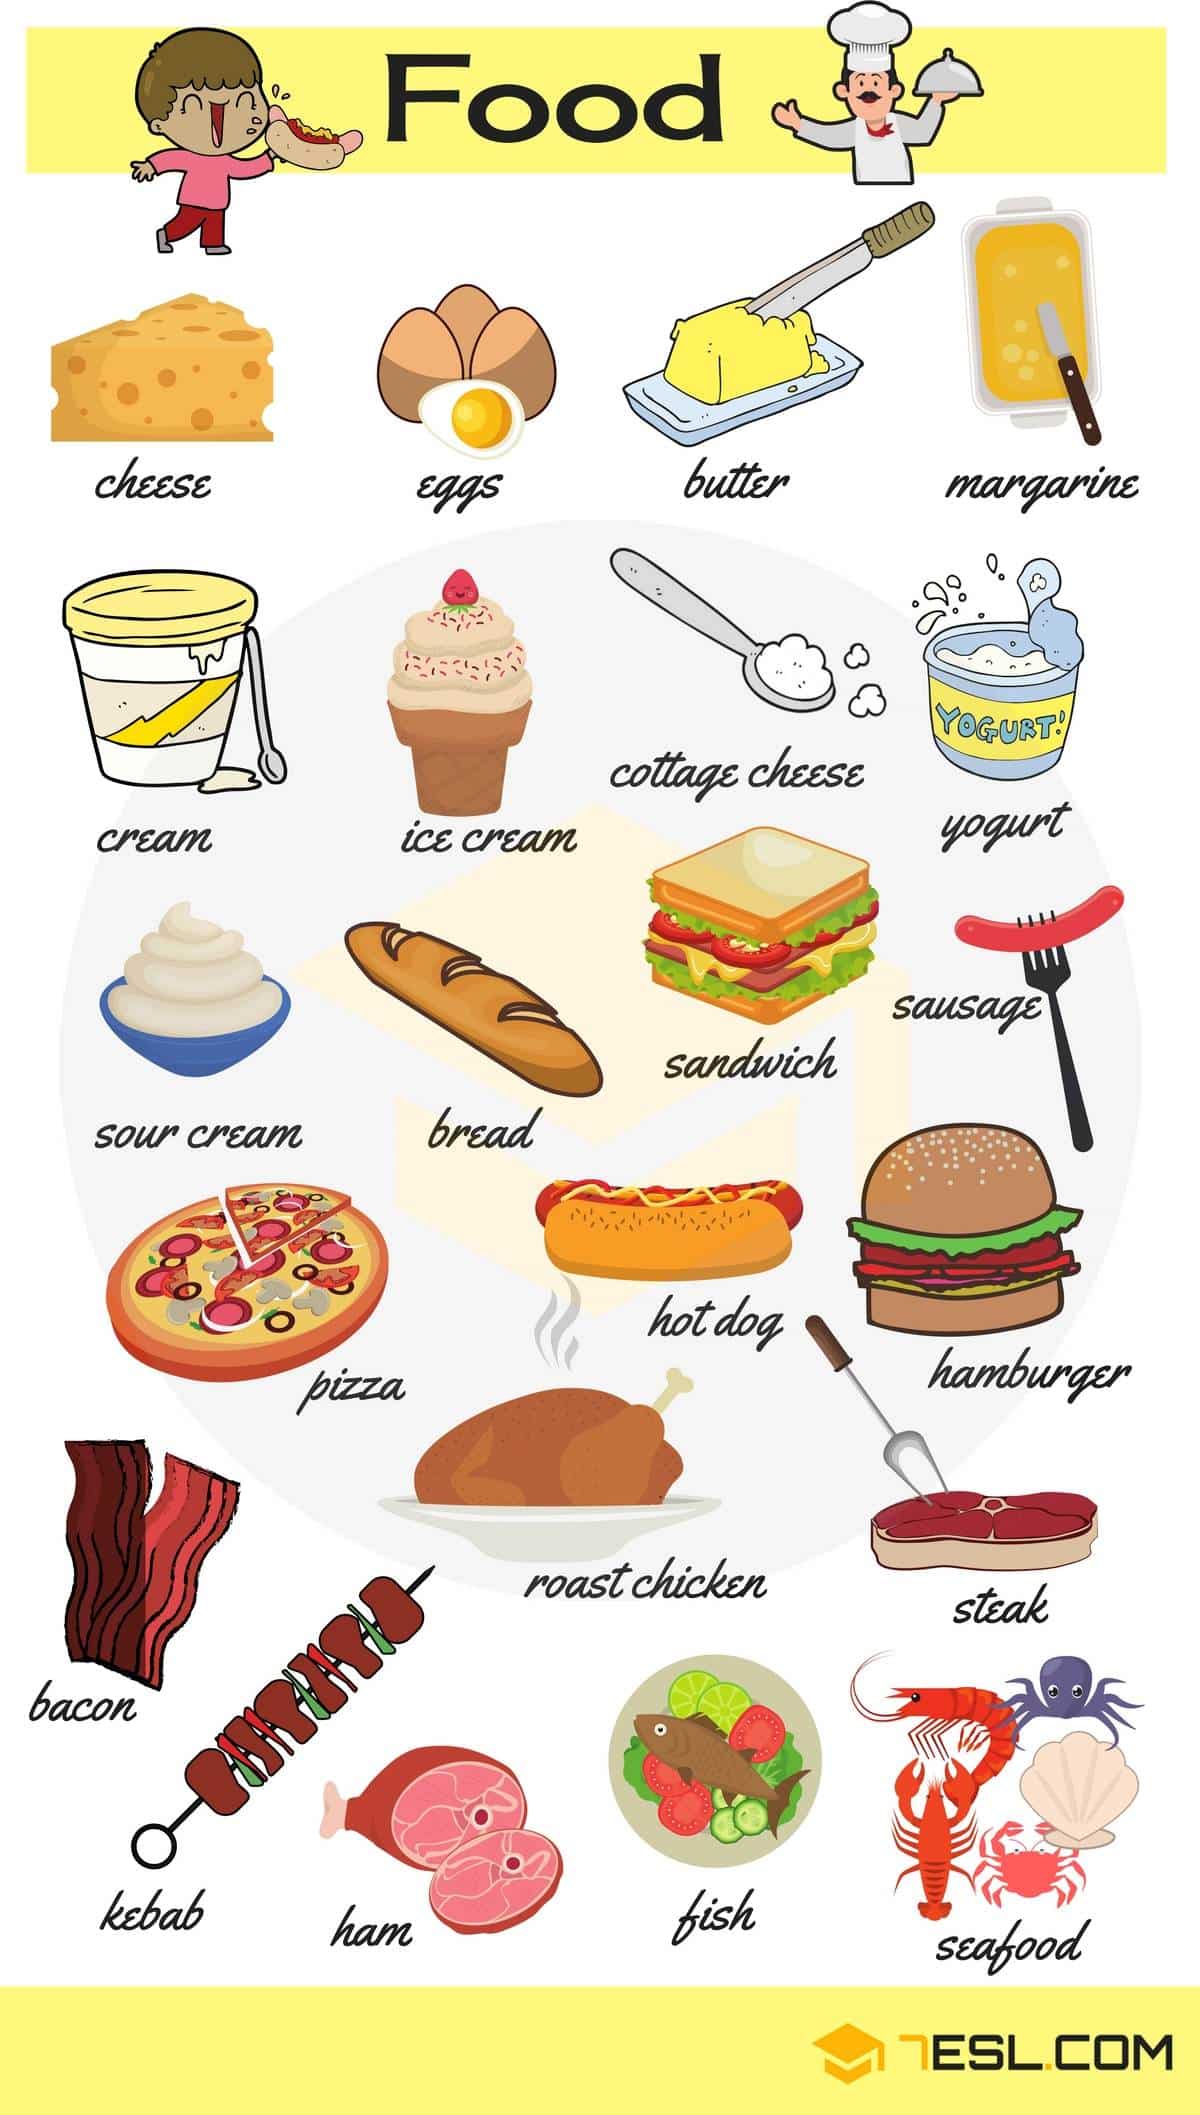 Food
cheese
eggs
butter
margarine
cream
ice cream
cottage cheese
YOGURT!
yogurt
sour cream
bread
sandwich
sausage
pizza
hot dog
hamburger
bacon
roast chicken
steak
kebab
ham
fish
seafood
7ESL.COM